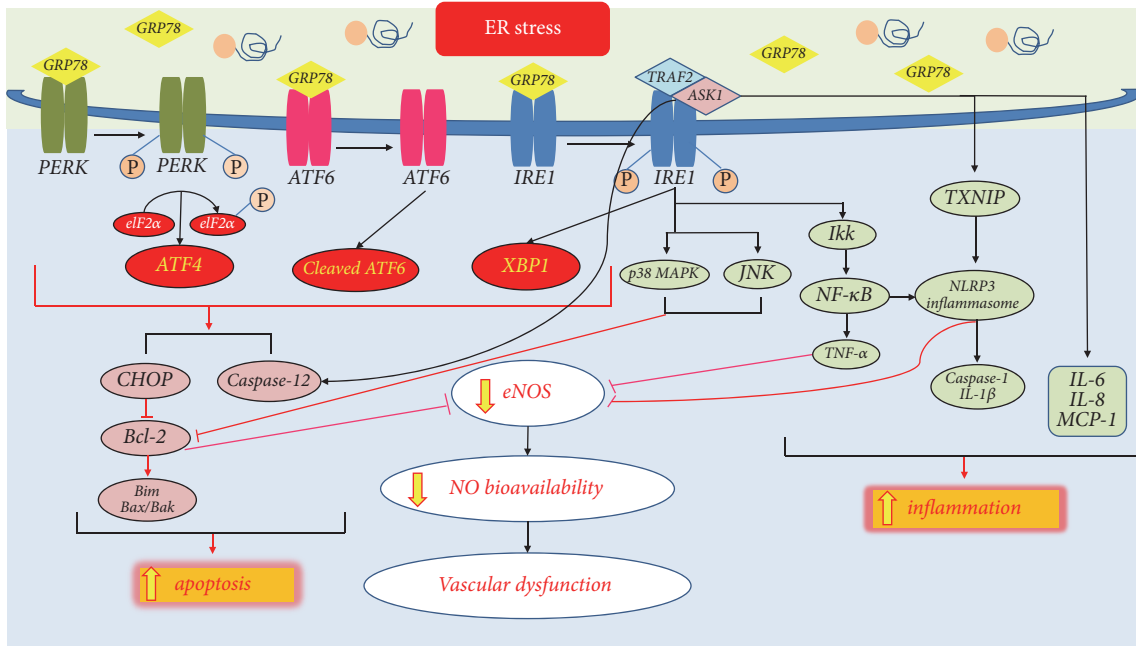 ER stress
GRP78
GRP78
GRP78
GRP78
TRAF2
ASK1
GRP78
GRP78
PERK
P
PERK
P
ATF6
ATF6
IRE1
P
IRE1
P
elF2α
elF2α
P
ATF4
Cleaved ATF6
XBP1
p38 MAPK
JNK
Ikk
NF-κB
TNF-α
TXNIP
NLRP3
inflammasome
Caspase-1
IL-1β
IL-6
IL-8
MCP-1
CHOP
Caspase-12
Bcl-2
Bim
Bax/Bak
apoptosis
eNOS
NO bioavailability
Vascular dysfunction
inflammation